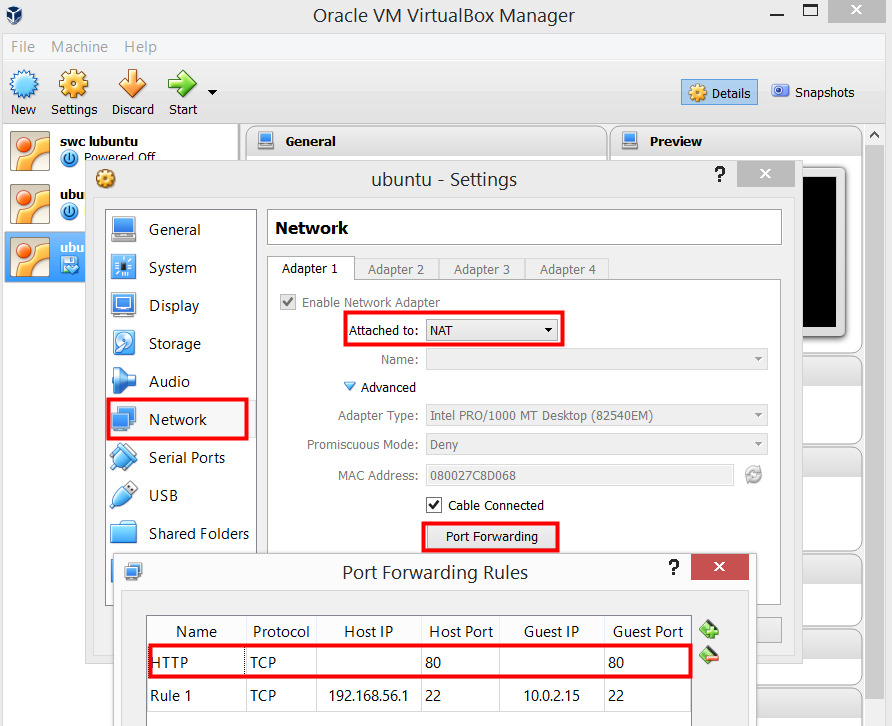 Oracle VM VirtualBox Manager
File Machine Help
New Settings Discard Start Details Snapshots
swc lubuntu
Powered Off
General Preview
ubuntu - Settings ?
ubu
ubu
General
System
Display
Storage
Audio
Network
Serial Ports
USB
Shared Folders
Network
Adapter 1 Adapter 2 Adapter 3 Adapter 4
Enable Network Adapter
Attached to: NAT
Name:
Advanced
Adapter Type: Intel PRO/1000 MT Desktop (82540EM)
Promiscuous Mode: Deny
MAC Address: 080027C8D068
Cable Connected
Port Forwarding
Port Forwarding Rules ?
Name Protocol Host IP Host Port Guest IP Guest Port
HTTP TCP 80 80
Rule 1 TCP 192.168.56.1 22 10.0.2.15 22